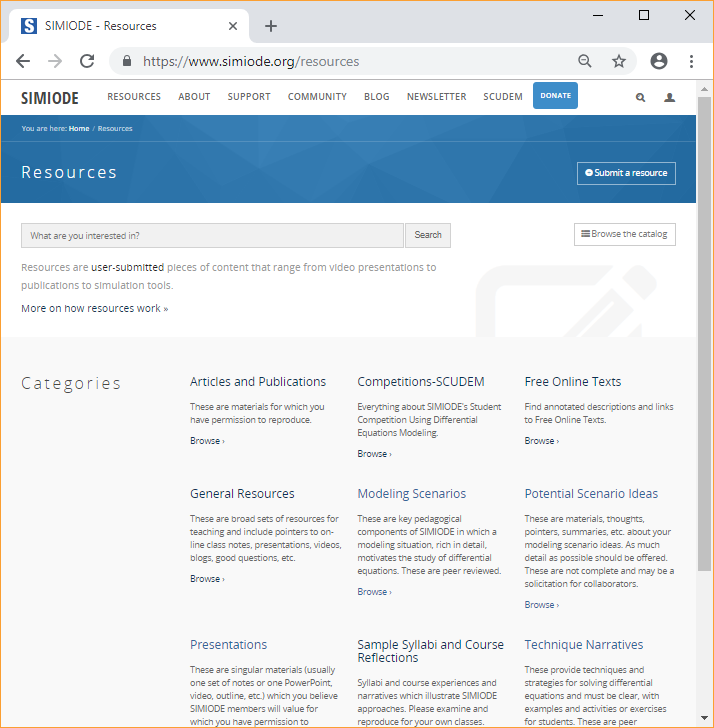 SIMIODE - Resources
https://www.simiode.org/resources
SIMIODE RESOURCES ABOUT SUPPORT COMMUNITY BLOG NEWSLETTER SCUDEM DONATE
You are here: Home / Resources
Resources
Submit a resource
What are you interested in? Search
Browse the catalog
Resources are user-submitted pieces of content that range from video presentations to
publications to simulation tools.
More on how resources work »
Categories
Articles and Publications
These are materials for which you
have permission to reproduce.
Browse ›
Competitions-SCUDEM
Everything about SIMIODE's Student
Competition Using Differential
Equations Modeling.
Browse ›
Free Online Texts
Find annotated descriptions and links
to Free Online Texts.
Browse ›
General Resources
These are broad sets of resources for
teaching and include pointers to on-
line class notes, presentations, videos,
blogs, good questions, etc.
Browse ›
Modeling Scenarios
These are key pedagogical
components of SIMIODE in which a
modeling situation, rich in detail,
motivates the study of differential
equations. These are peer reviewed.
Browse ›
Potential Scenario Ideas
These are materials, thoughts,
pointers, summaries, etc. about your
modeling scenario ideas. As much
detail as possible should be offered.
These are not complete and may be a
solicitation for collaborators.
Browse ›
Presentations
These are singular materials (usually
one set of notes or one PowerPoint,
video, outline, etc.) which you believe
SIMIODE members will value for
which you have permission to
Sample Syllabi and Course
Reflections
Syllabi and course experiences and
narratives which illustrate SIMIODE
approaches. Please examine and
reproduce for your own classes.
Technique Narratives
These provide techniques and
strategies for solving differential
equations and must be clear, with
examples and activities or exercises
for students. These are peer